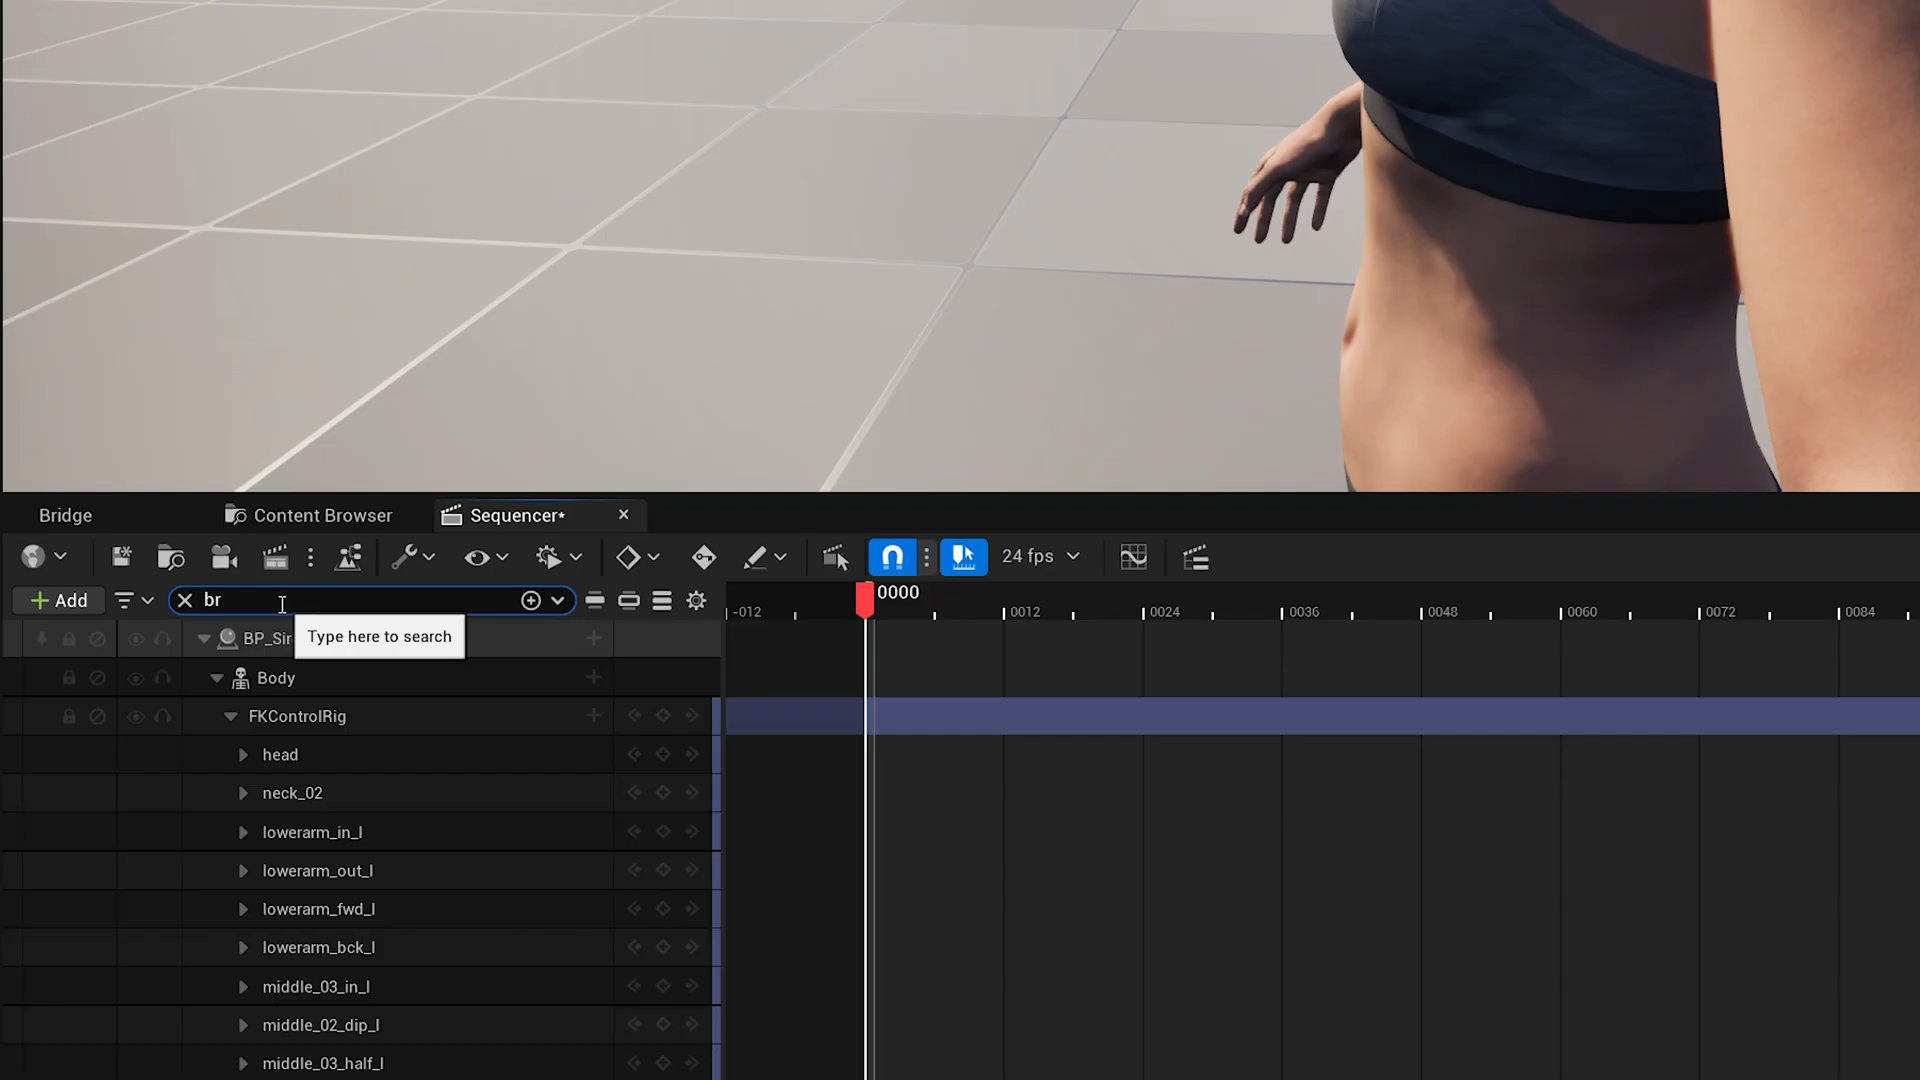 Bridge
Content Browser
Sequencer*
24 fps
Add
br
0000
-012
0012
0024
0036
0048
0060
0072
0084
Type here to search
BP_Sir
Body
FKControlRig
head
neck_02
lowerarm_in_l
lowerarm_out_l
lowerarm_fwd_l
lowerarm_bck_l
middle_03_in_l
middle_02_dip_l
middle_03_half_l